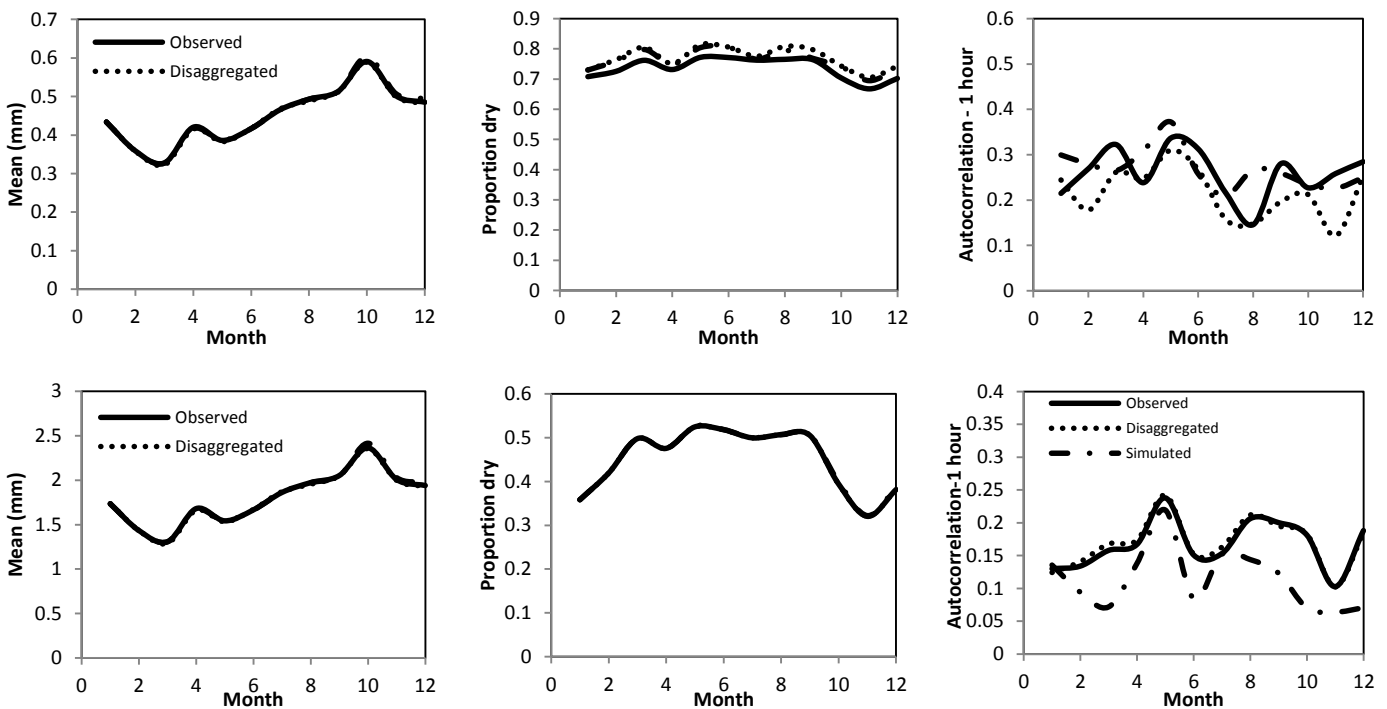 Mean (mm)
0.7
0.6
0.5
0.4
0.3
0.2
0.1
0
Observed
Disaggregated
0 2 4 6 8 10 12
Month
Proportion dry
0.9
0.8
0.7
0.6
0.5
0.4
0.3
0.2
0.1
0
0 2 4 6 8 10 12
Month
Autocorrelation - 1 hour
0.6
0.5
0.4
0.3
0.2
0.1
0
0 2 4 6 8 10 12
Month
Mean (mm)
3
2.5
2
1.5
1
0.5
0
Observed
Disaggregated
0 2 4 6 8 10 12
Month
Proportion dry
0.6
0.5
0.4
0.3
0.2
0.1
0
0 2 4 6 8 10 12
Month
Autocorrelation-1 hour
0.4
0.35
0.3
0.25
0.2
0.15
0.1
0.05
0
Observed
Disaggregated
Simulated
0 2 4 6 8 10 12
Month